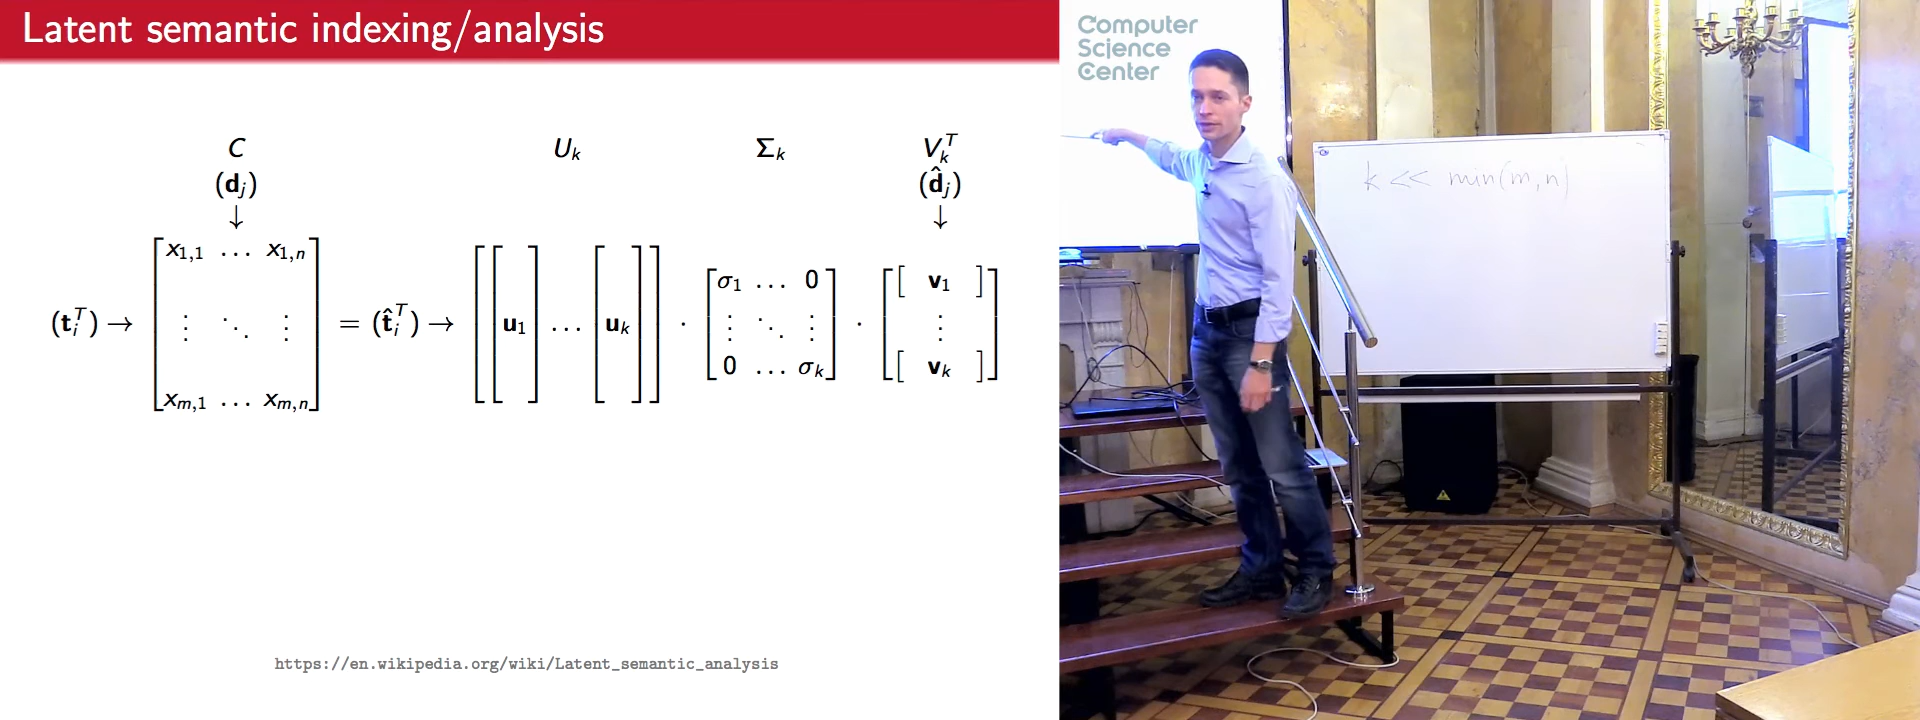 Latent semantic indexing/analysis
C U_k Σ_k V_k^T
(d_j) (d̂_j)
↓ ↓
(t_i^T) → [x_{1,1} … x_{1,n} ⋮ ⋱ ⋮ x_{m,1} … x_{m,n}] = (t̂_i^T) → [[u_1] … [u_k]] · [σ_1 … 0 ⋮ ⋱ ⋮ 0 … σ_k] · [[v_1] ⋮ [v_k]]
https://en.wikipedia.org/wiki/Latent_semantic_analysis
Computer
Science
Center
k << min(m,n)